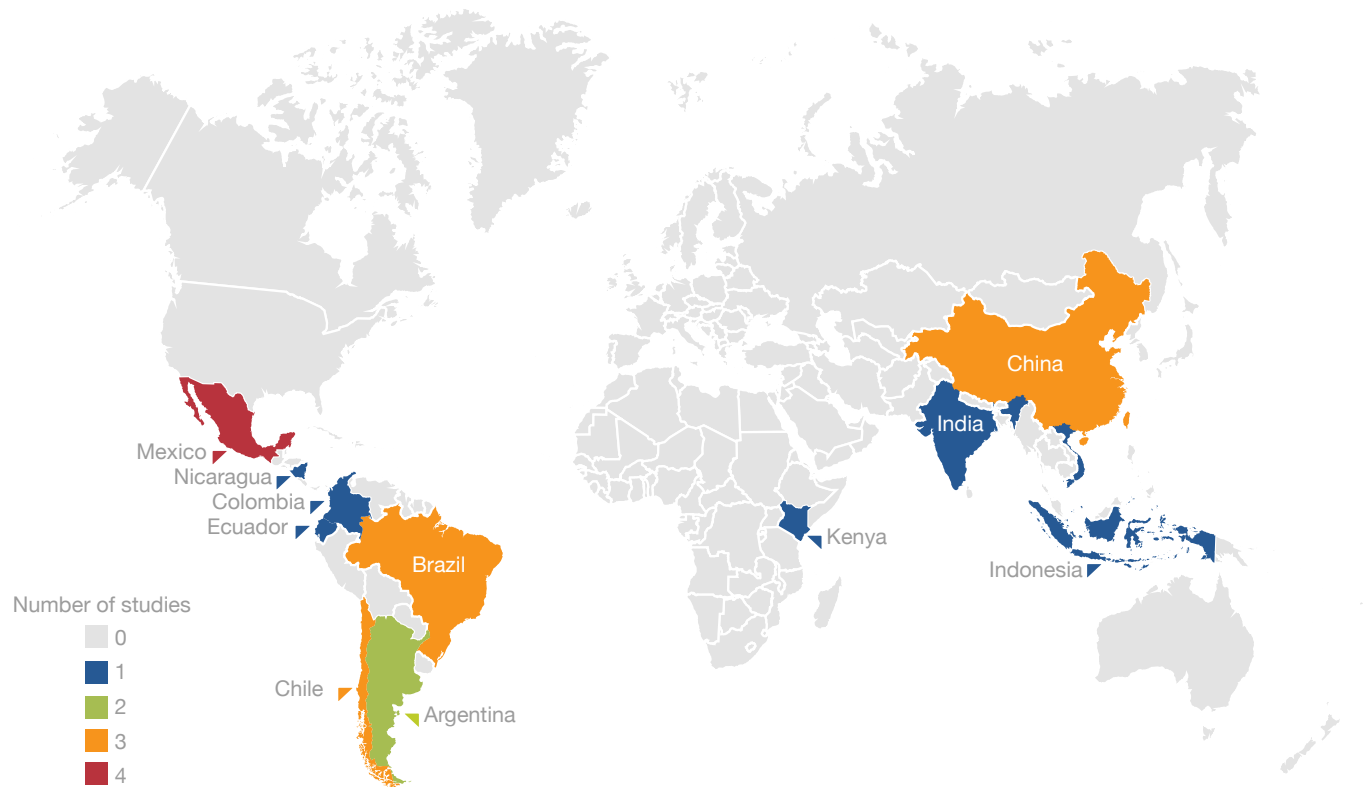 China
India
Mexico
Nicaragua
Colombia
Ecuador
Kenya
Brazil
Indonesia
Number of studies
0
1
2
3
4
Chile
Argentina